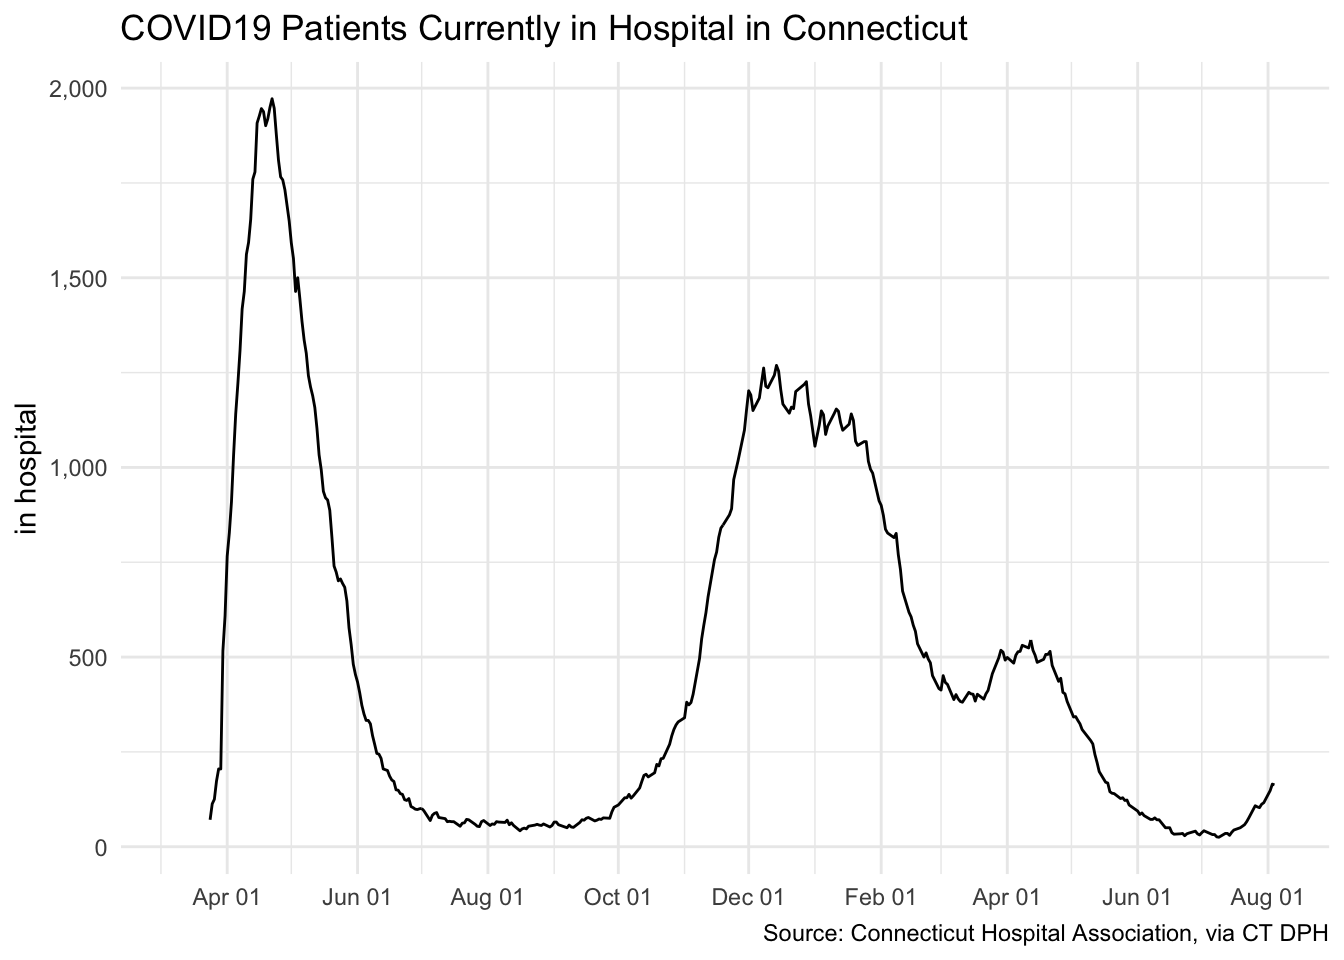 COVID19 Patients Currently in Hospital in Connecticut
2,000
1,500
1,000
500
0
in hospital
Apr 01 Jun 01 Aug 01 Oct 01 Dec 01 Feb 01 Apr 01 Jun 01 Aug 01
Source: Connecticut Hospital Association, via CT DPH